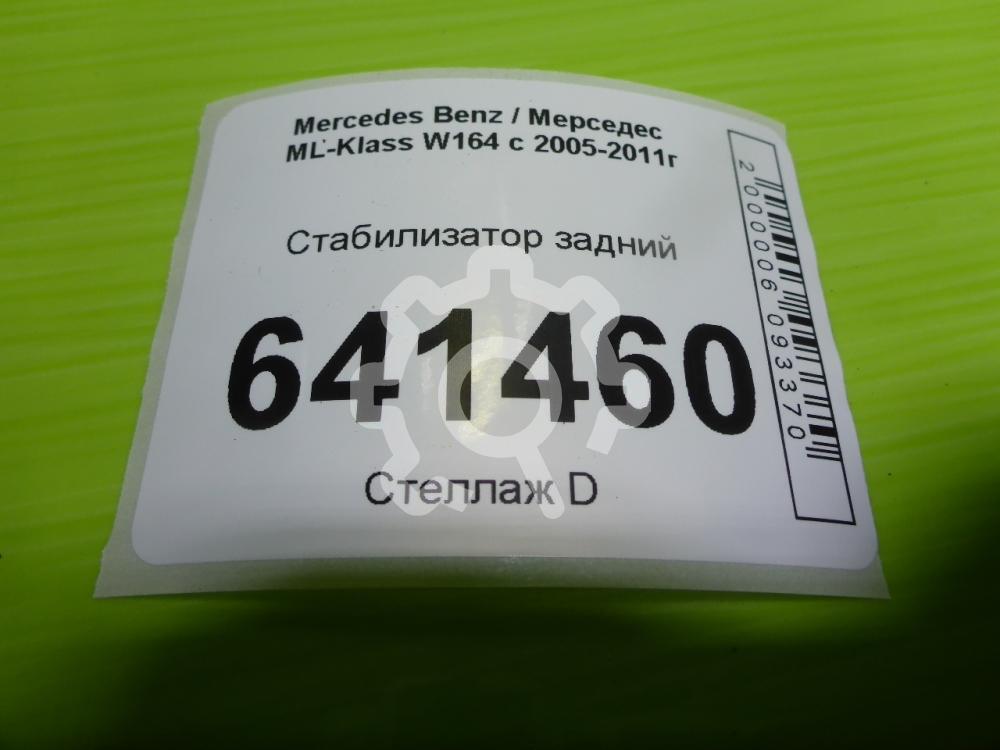 Mercedes Benz / Мерседес
ML-Klass W164 с 2005-2011г
Стабилизатор задний
641460
Стеллаж D
2000006093370